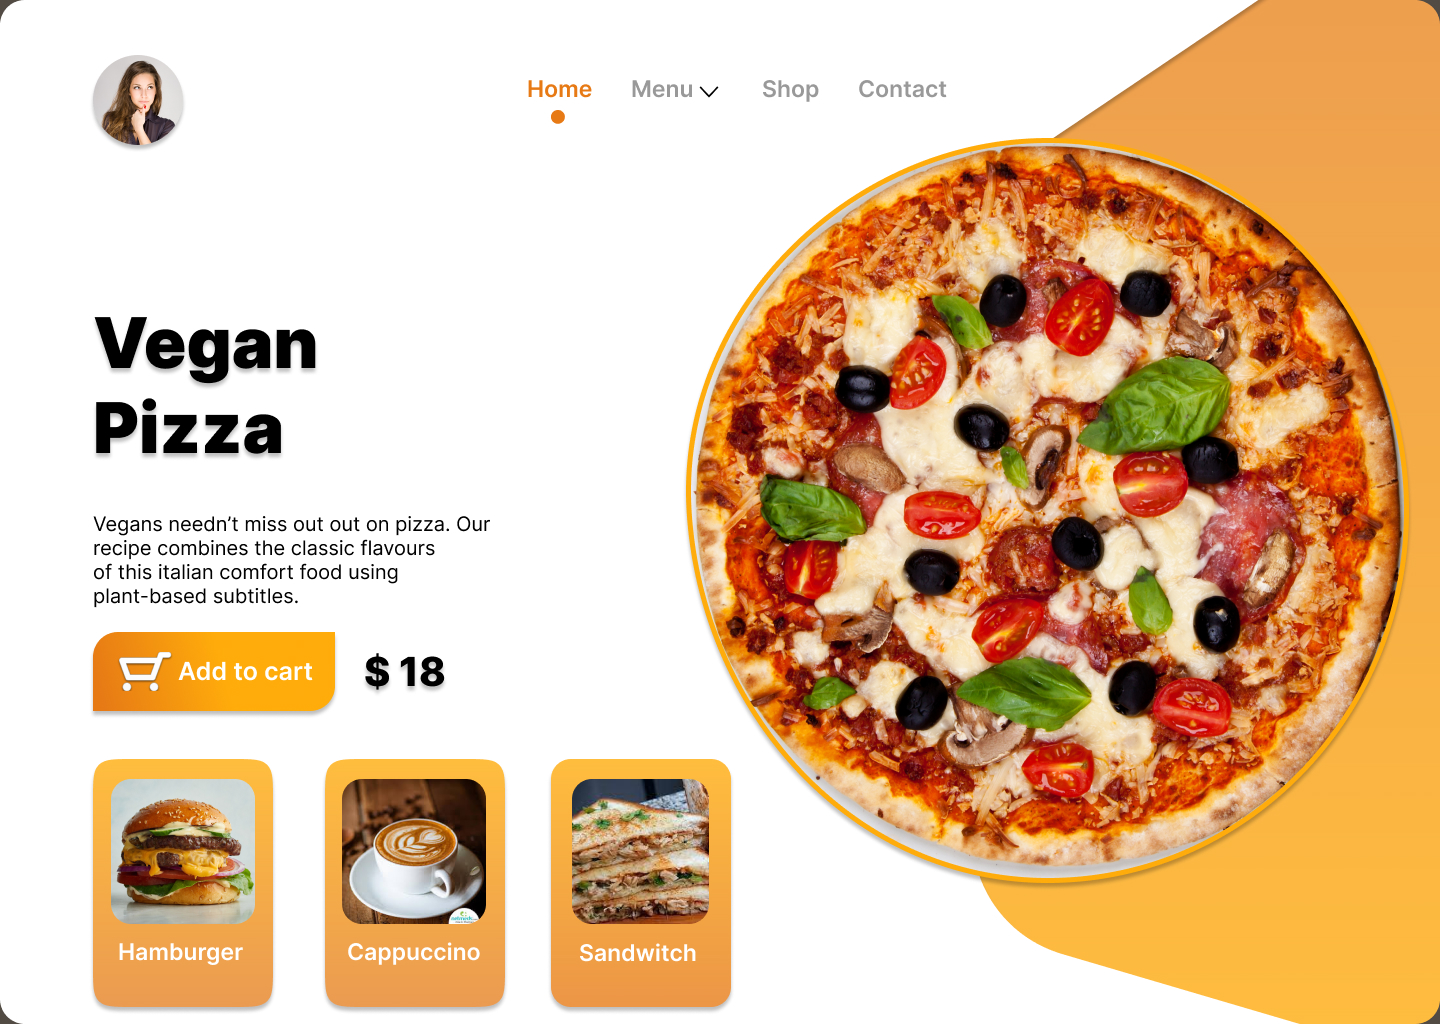 Home
Menu
Shop
Contact
Vegan
Pizza
Vegans needn’t miss out out on pizza. Our
recipe combines the classic flavours
of this italian comfort food using
plant-based subtitles.
Add to cart
$ 18
Hamburger
Cappuccino
Sandwitch